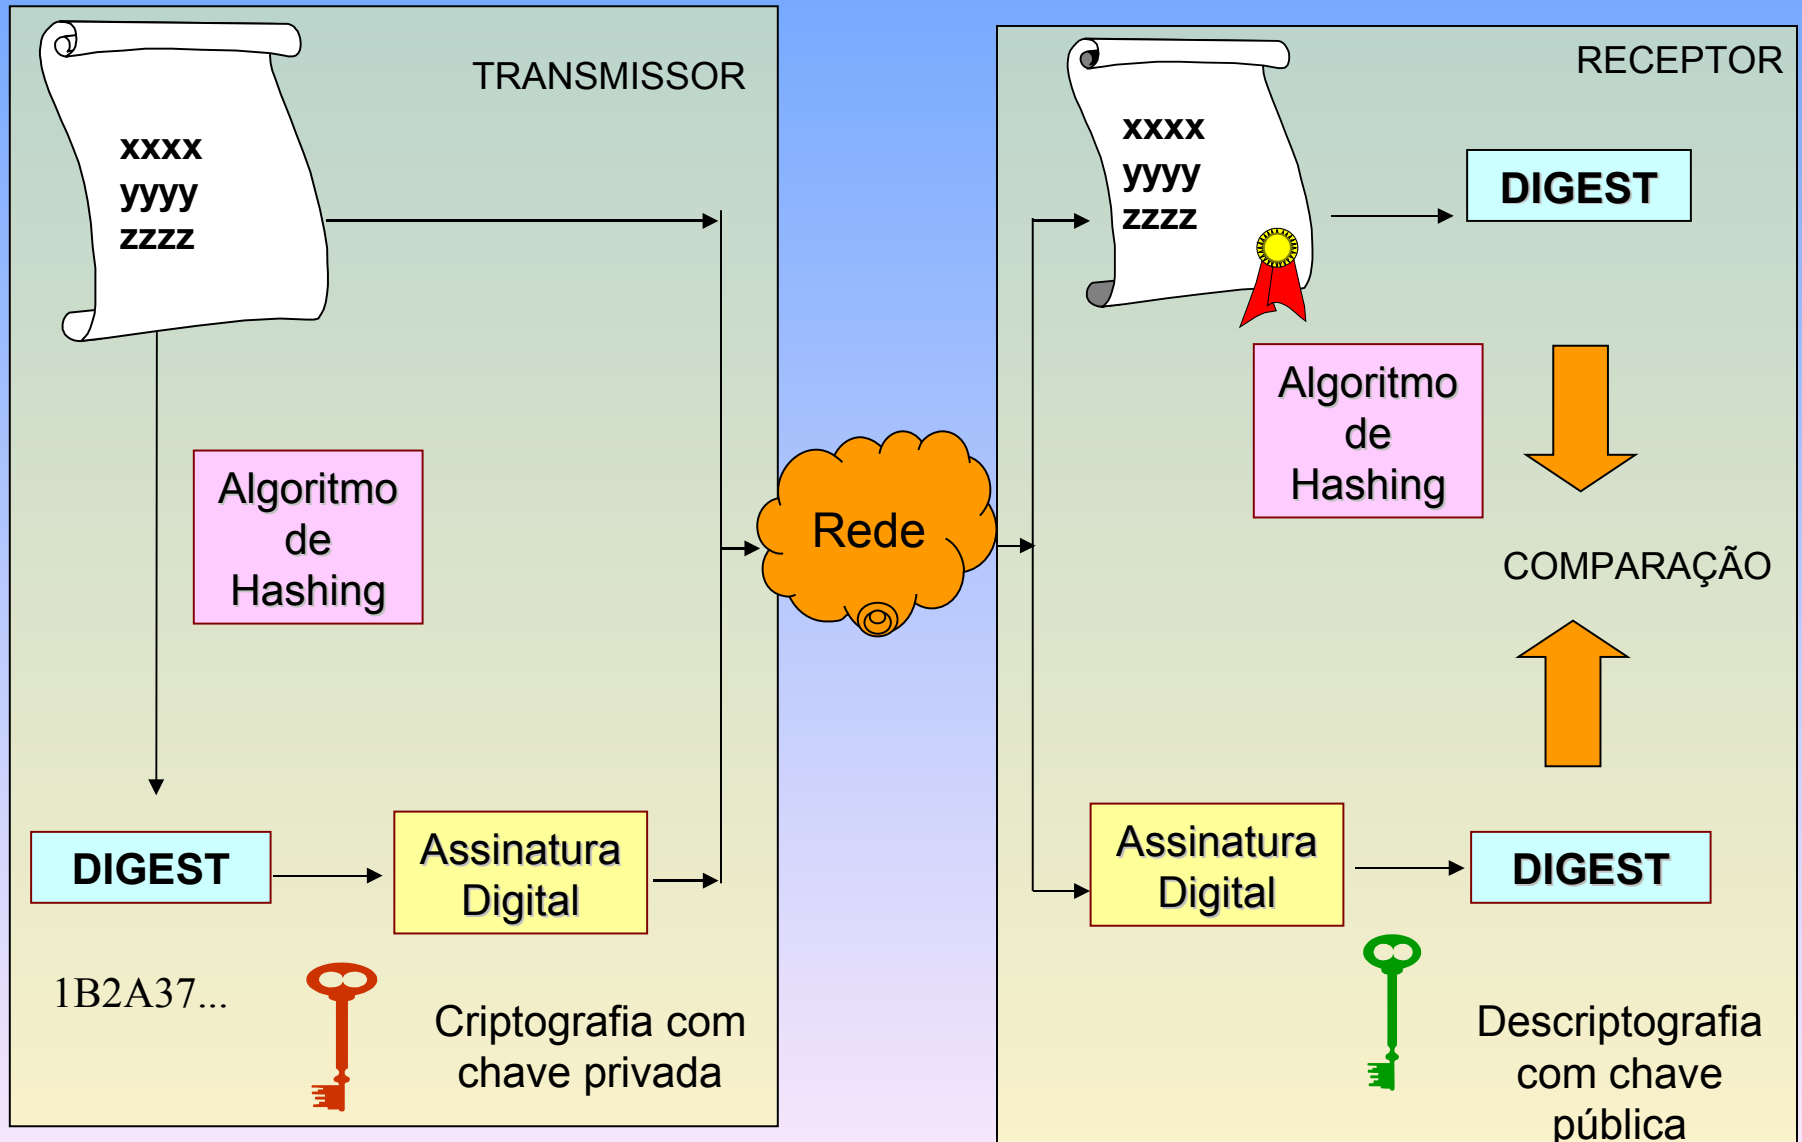 TRANSMISSOR
xxxx
yyyy
zzzz
Algoritmo
de
Hashing
DIGEST
Assinatura
Digital
1B2A37...
Criptografia com
chave privada
Rede
RECEPTOR
xxxx
yyyy
zzzz
DIGEST
Algoritmo
de
Hashing
COMPARAÇÃO
Assinatura
Digital
DIGEST
Descriptografia
com chave
pública